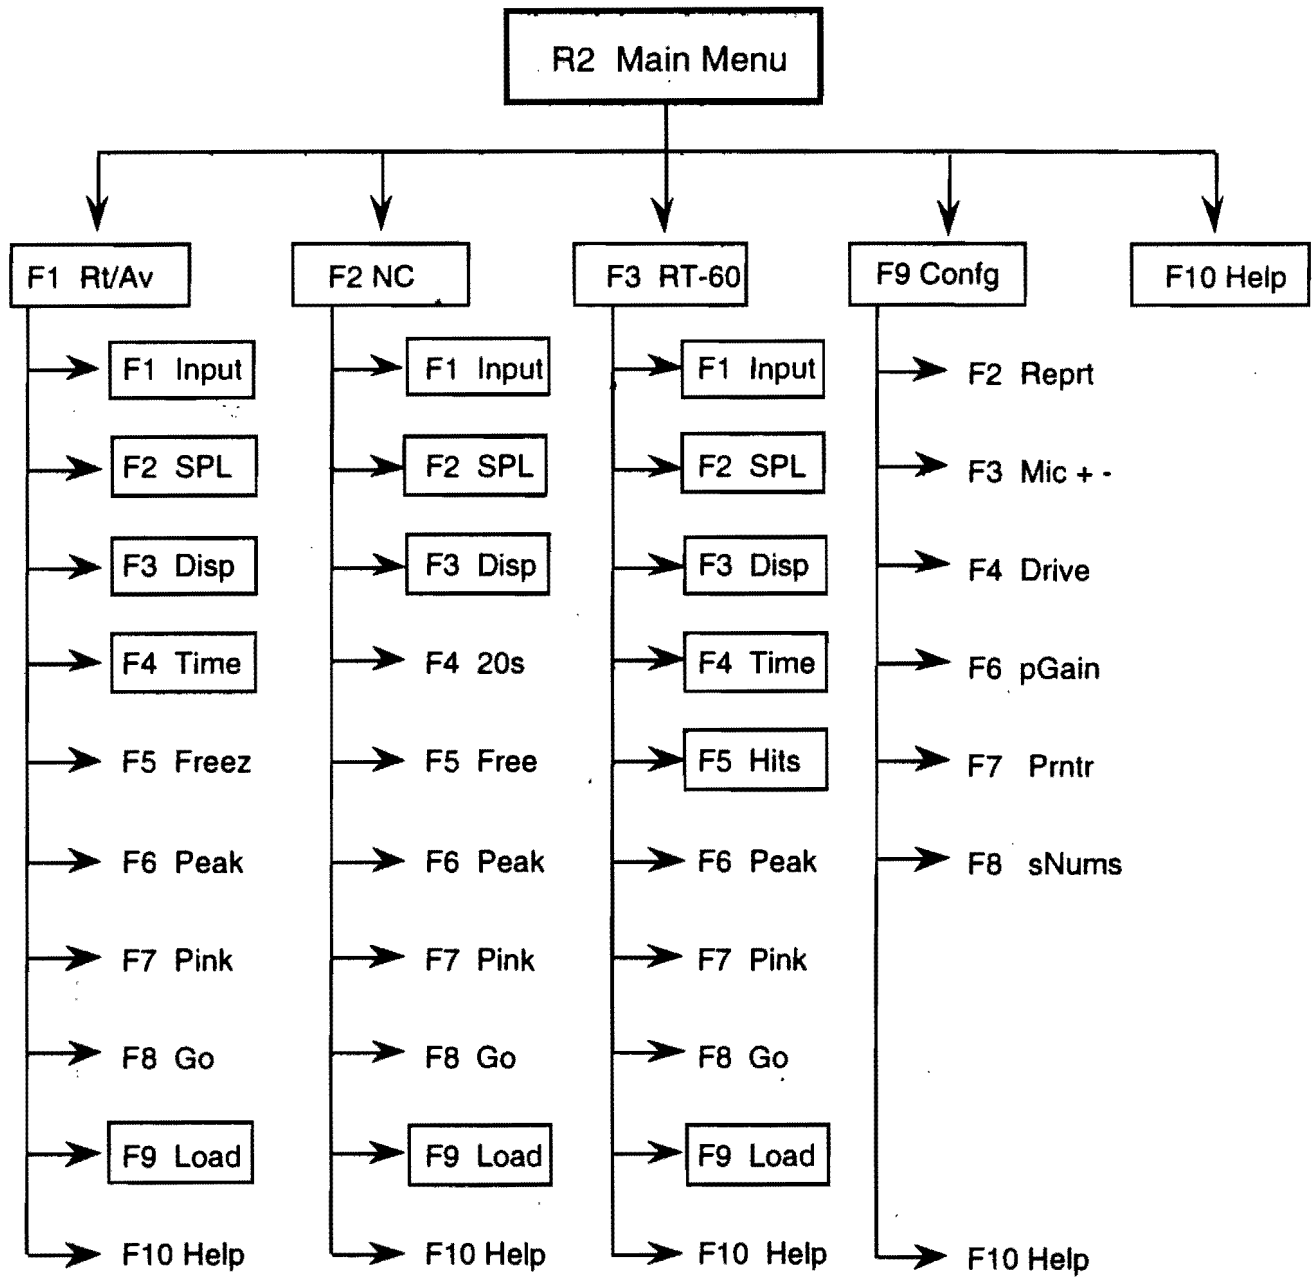 R2 Main Menu
F1 Rt/Av
F1 Input
F2 SPL
F3 Disp
F4 Time
F5 Freez
F6 Peak
F7 Pink
F8 Go
F9 Load
F10 Help
F2 NC
F1 Input
F2 SPL
F3 Disp
F4 20s
F5 Free
F6 Peak
F7 Pink
F8 Go
F9 Load
F10 Help
F3 RT-60
F1 Input
F2 SPL
F3 Disp
F4 Time
F5 Hits
F6 Peak
F7 Pink
F8 Go
F9 Load
F10 Help
F9 Confg
F2 Reprt
F3 Mic + -
F4 Drive
F6 pGain
F7 Prntr
F8 sNums
F10 Help
F10 Help